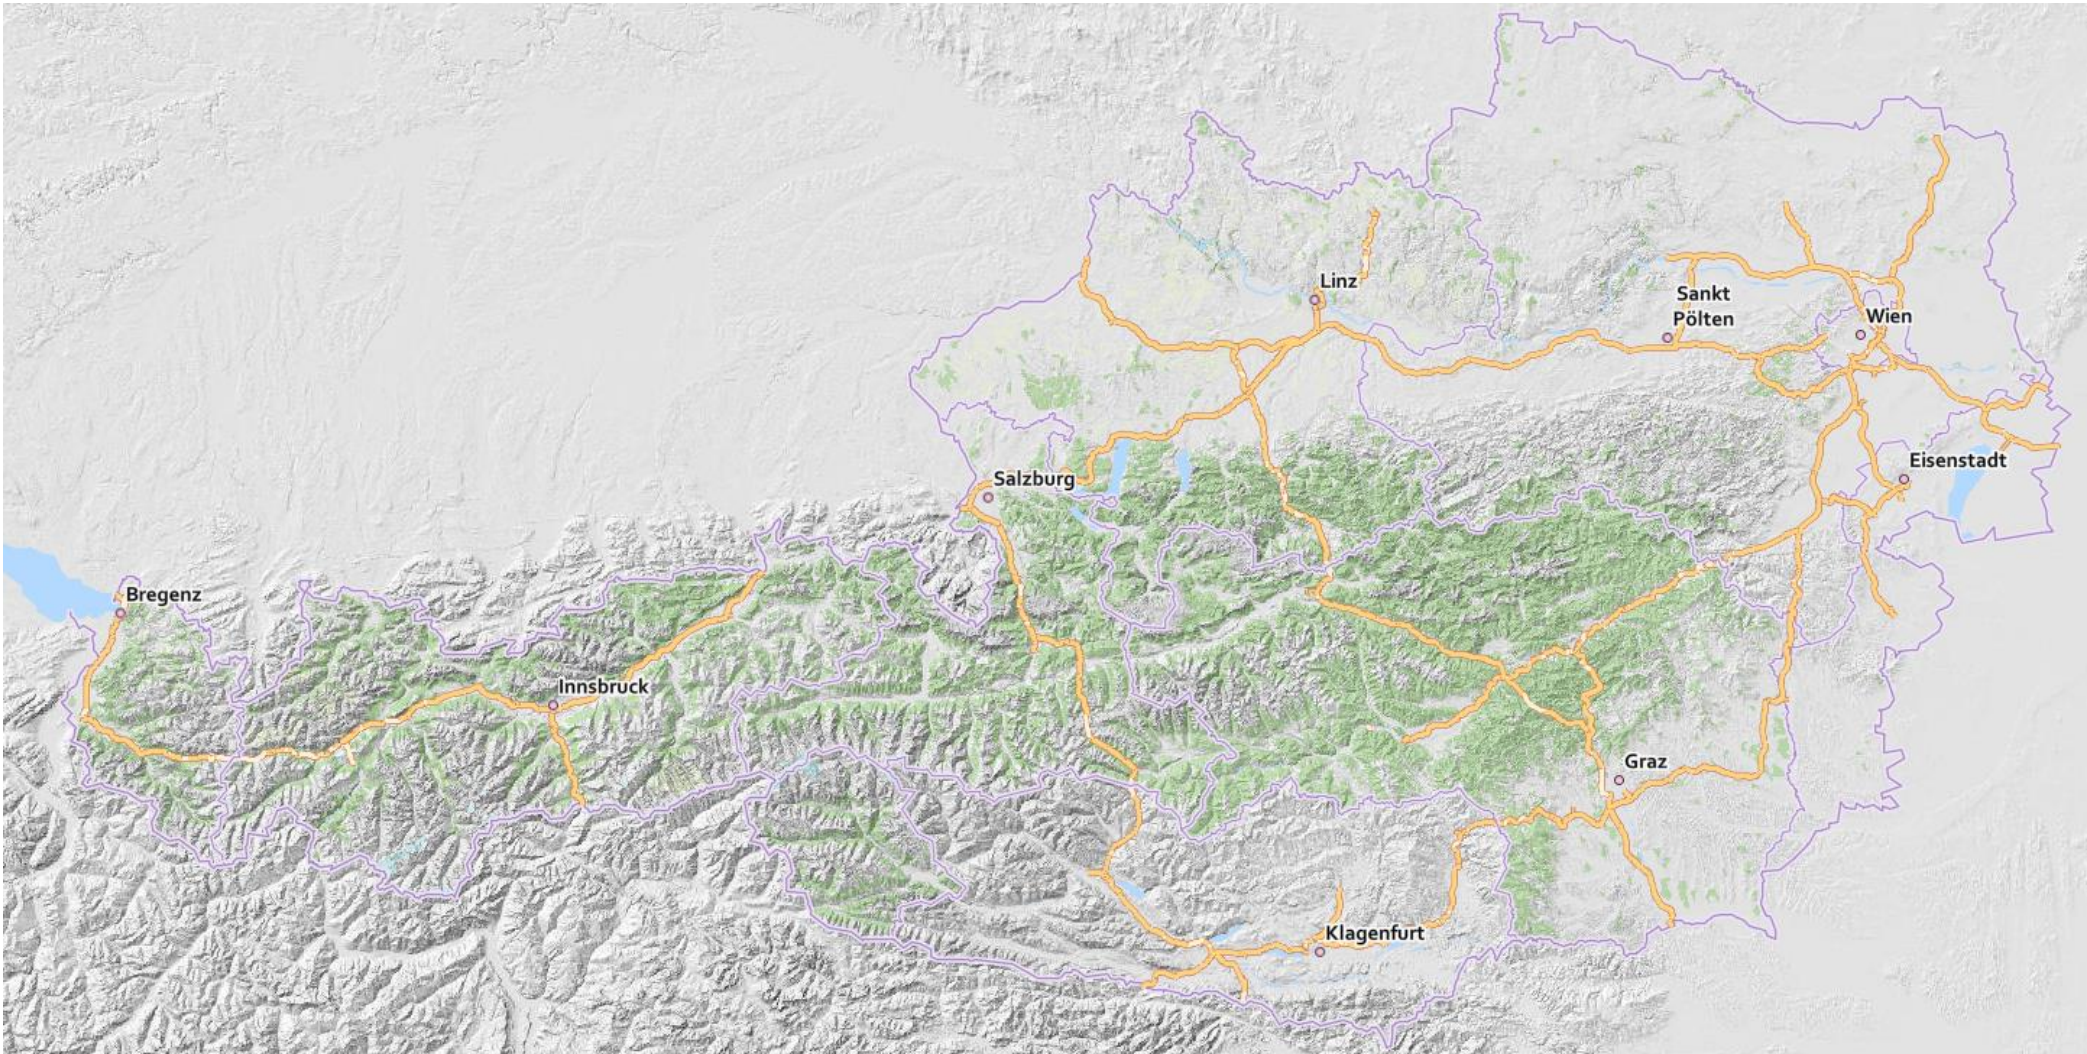 Linz
Sankt
Pölten
Wien
Eisenstadt
Salzburg
Bregenz
Innsbruck
Graz
Klagenfurt